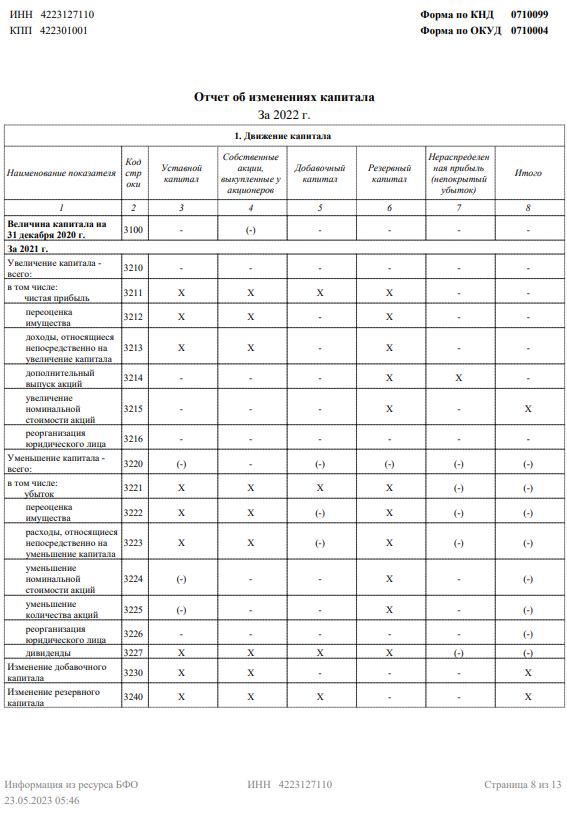 ИНН 4223127110 Форма по КНД 0710099
КПП 422301001 Форма по ОКУД 0710004
Отчет об изменениях капитала
За 2022 г.
1. Движение капитала
Наименование показателя Код стр оки Уставной капитал Собственные акции, выкупленные у акционеров Добавочный капитал Резервный капитал Нераспределен ная прибыль (непокрытый убыток) Итого
1 2 3 4 5 6 7 8
Величина капитала на 31 декабря 2020 г. 3100 - (-) - - - -
За 2021 г.
Увеличение капитала - всего: 3210 - - - - - -
в том числе: чистая прибыль 3211 X X X X - -
переоценка имущества 3212 X X - X - -
доходы, относящиеся непосредственно на увеличение капитала 3213 X X - X - -
дополнительный выпуск акций 3214 - - - X X -
увеличение номинальной стоимости акций 3215 - - - X - X
реорганизация юридического лица 3216 - - - - - -
Уменьшение капитала - всего: 3220 (-) - (-) (-) (-) (-)
в том числе: убыток 3221 X X X X (-) (-)
переоценка имущества 3222 X X (-) X (-) (-)
расходы, относящиеся непосредственно на уменьшение капитала 3223 X X (-) X (-) (-)
уменьшение номинальной стоимости акций 3224 (-) - - X - (-)
уменьшение количества акций 3225 (-) - - X - (-)
реорганизация юридического лица 3226 - - - - - (-)
дивиденды 3227 X X X X (-) (-)
Изменение добавочного капитала 3230 X X - - - X
Изменение резервного капитала 3240 X X X - - X
Информация из ресурса БФО ИНН 4223127110 Страница 8 из 13
23.05.2023 05:46